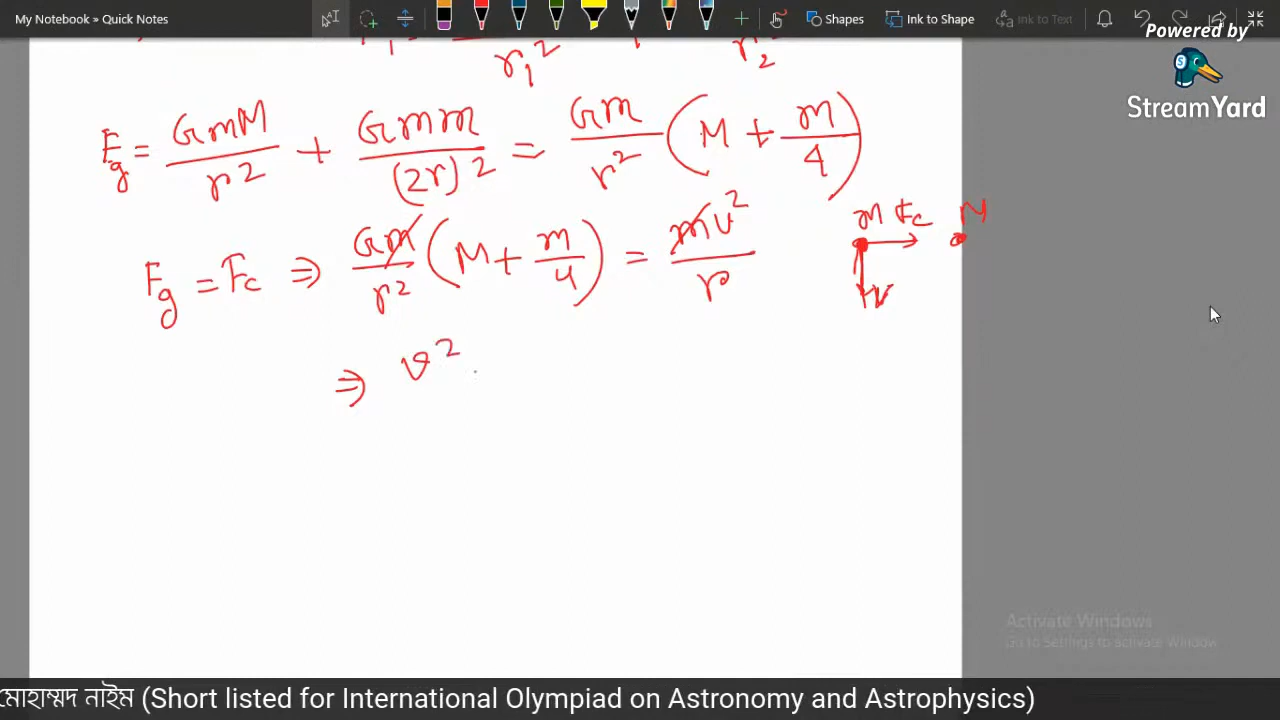 My Notebook » Quick Notes
Shapes
Ink to Shape
Ink to Text
Powered by
StreamYard
r₁² r₂²
F_g = GmM/r² + Gmm/(2r)² = Gm/r² (M + m/4)
m F_c M
F_g = F_c ⇒ Gm/r² (M + m/4) = mv²/r
v
⇒ v²
Activate Windows
Go to Settings to activate Windows
মোহাম্মদ নাইম (Short listed for International Olympiad on Astronomy and Astrophysics)